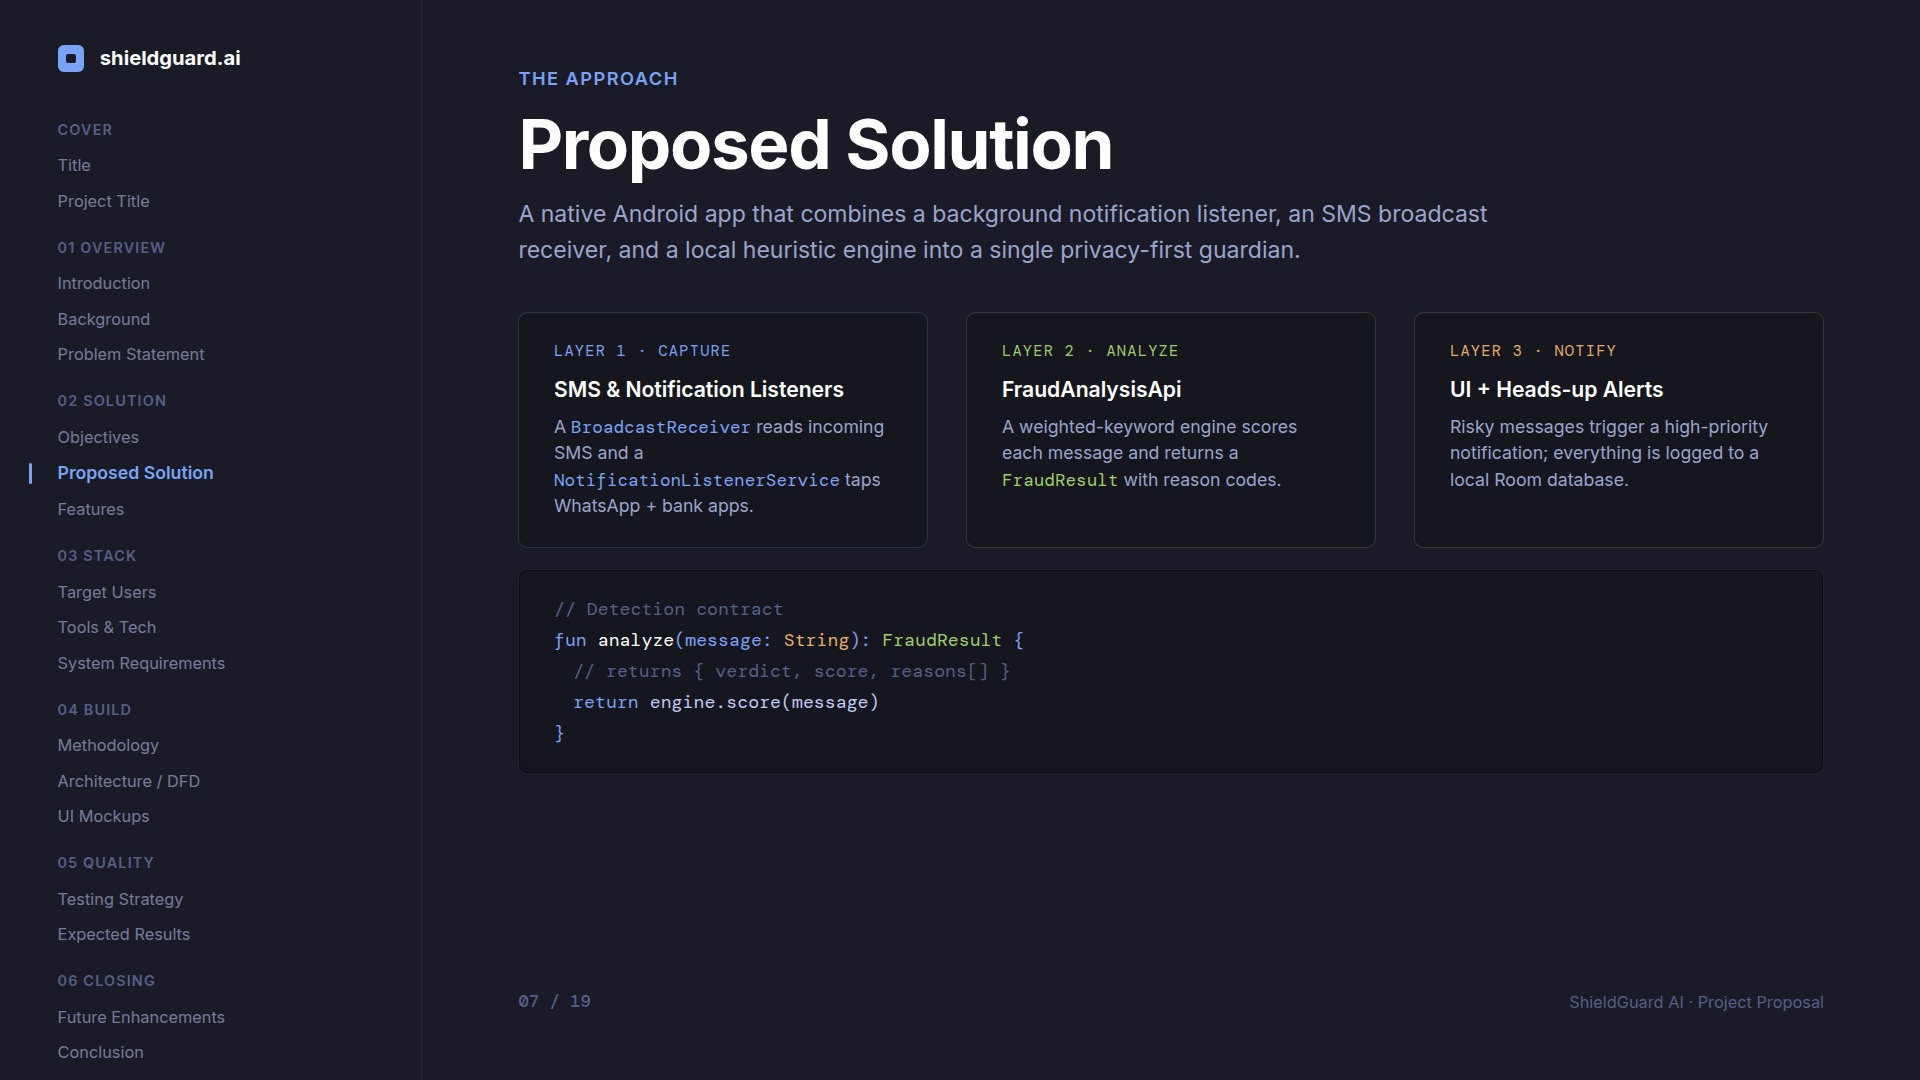 shieldguard.ai
COVER
Title
Project Title
01 OVERVIEW
Introduction
Background
Problem Statement
02 SOLUTION
Objectives
Proposed Solution
Features
03 STACK
Target Users
Tools & Tech
System Requirements
04 BUILD
Methodology
Architecture / DFD
UI Mockups
05 QUALITY
Testing Strategy
Expected Results
06 CLOSING
Future Enhancements
Conclusion
THE APPROACH
Proposed Solution
A native Android app that combines a background notification listener, an SMS broadcast
receiver, and a local heuristic engine into a single privacy-first guardian.
LAYER 1 · CAPTURE
SMS & Notification Listeners
A BroadcastReceiver reads incoming
SMS and a
NotificationListenerService taps
WhatsApp + bank apps.
LAYER 2 · ANALYZE
FraudAnalysisApi
A weighted-keyword engine scores
each message and returns a
FraudResult with reason codes.
LAYER 3 · NOTIFY
UI + Heads-up Alerts
Risky messages trigger a high-priority
notification; everything is logged to a
local Room database.
// Detection contract
fun analyze(message: String): FraudResult {
  // returns { verdict, score, reasons[] }
  return engine.score(message)
}
07 / 19
ShieldGuard AI · Project Proposal